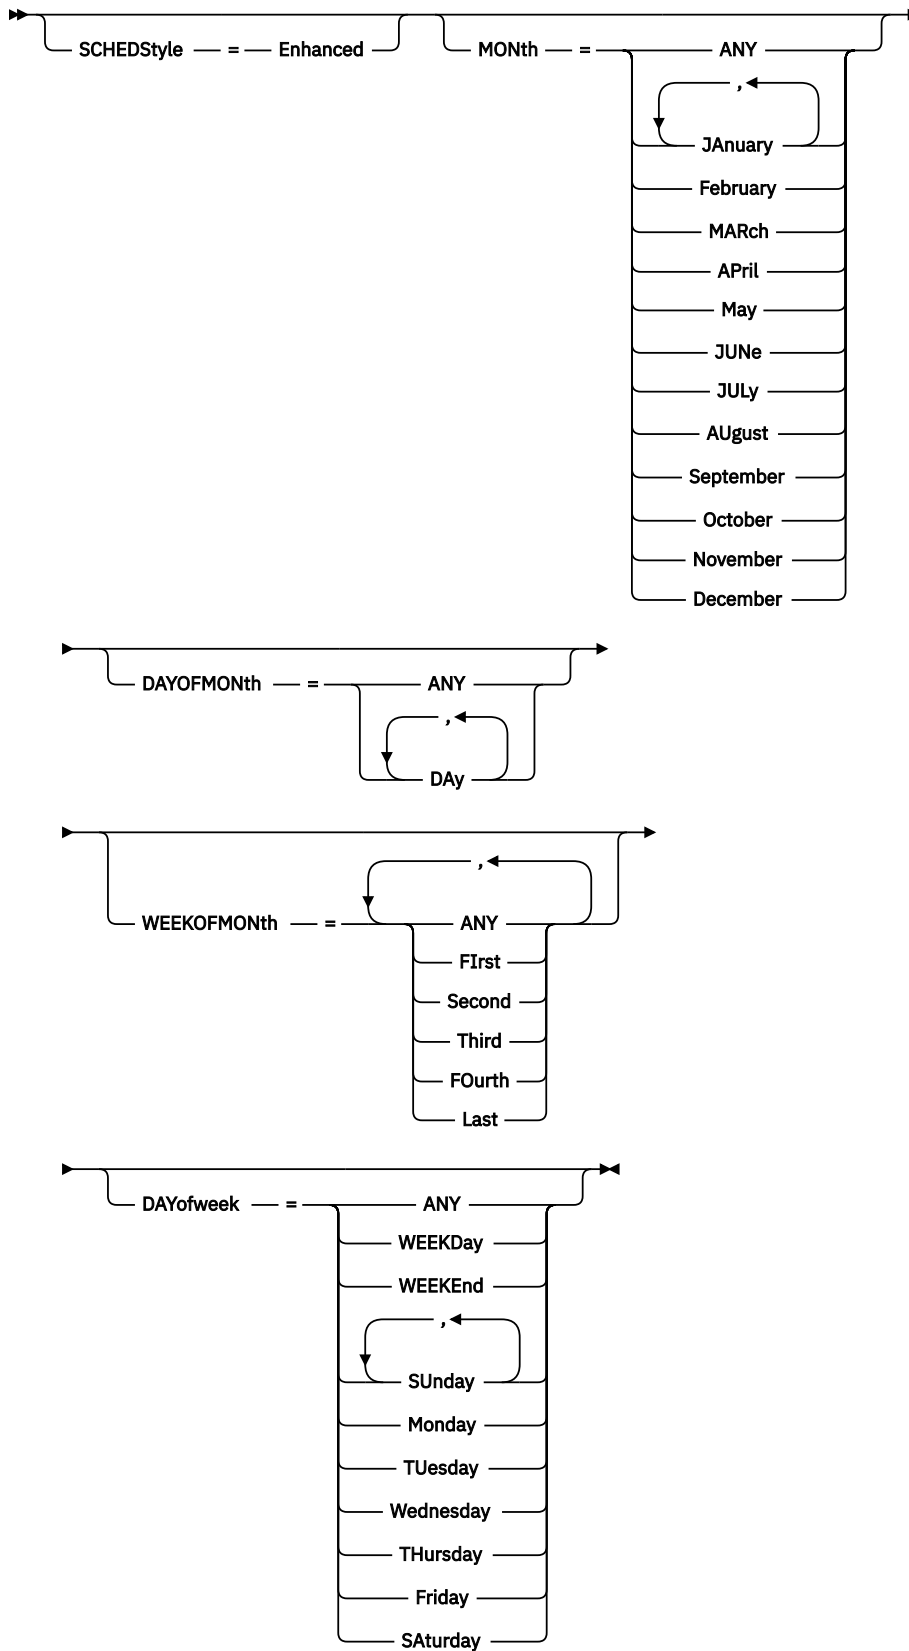 SCHEDStyle = Enhanced MONth = ANY
,
JAnuary
February
MARch
APril
May
JUNe
JULy
AUgust
September
October
November
December
DAYOFMONth = ANY
,
DAy
,
WEEKOFMONth = ANY
FIrst
Second
Third
FOurth
Last
DAYofweek = ANY
WEEKDay
WEEKEnd
,
SUnday
Monday
TUesday
Wednesday
THursday
Friday
SAturday